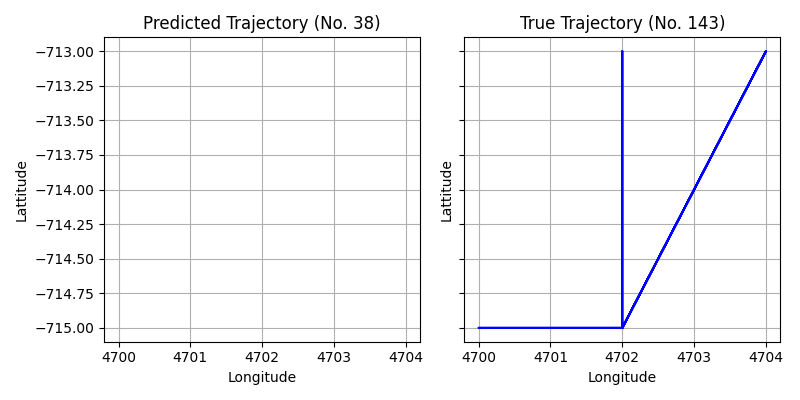 Predicted Trajectory (No. 38)
−713.00
−713.25
−713.50
−713.75
−714.00
−714.25
−714.50
−714.75
−715.00
Lattitude
4700 4701 4702 4703 4704
Longitude
True Trajectory (No. 143)
Lattitude
4700 4701 4702 4703 4704
Longitude